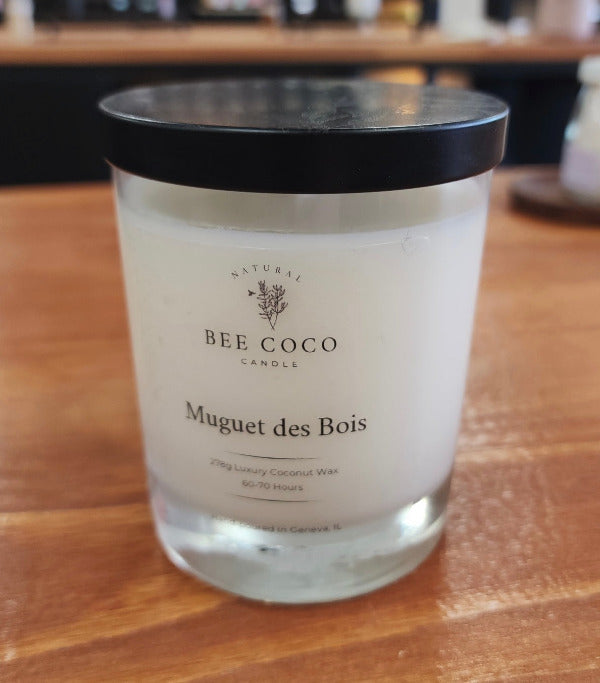 NATURAL
BEE COCO
CANDLE
Muguet des Bois
276g Luxury Coconut Wax
60-70 Hours
in Geneva, IL